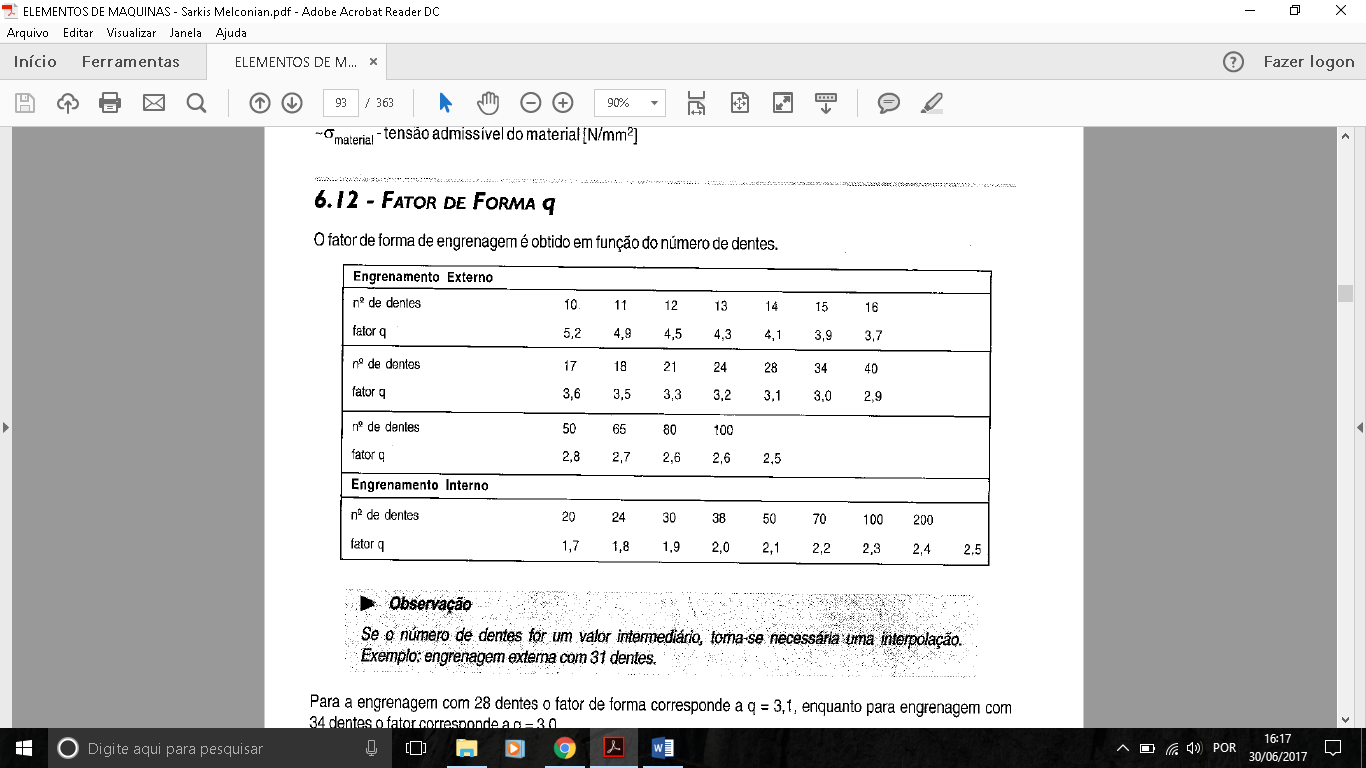 ELEMENTOS DE MAQUINAS - Sarkis Melconian.pdf - Adobe Acrobat Reader DC
Arquivo Editar Visualizar Janela Ajuda
Início Ferramentas ELEMENTOS DE M... × ? Fazer logon
93 / 363 90%
~σmaterial - tensão admissível do material [N/mm²]
6.12 - FATOR DE FORMA q
O fator de forma de engrenagem é obtido em função do número de dentes.
Engrenamento Externo
nº de dentes 10 11 12 13 14 15 16
fator q 5,2 4,9 4,5 4,3 4,1 3,9 3,7
nº de dentes 17 18 21 24 28 34 40
fator q 3,6 3,5 3,3 3,2 3,1 3,0 2,9
nº de dentes 50 65 80 100
fator q 2,8 2,7 2,6 2,6 2,5
Engrenamento Interno
nº de dentes 20 24 30 38 50 70 100 200
fator q 1,7 1,8 1,9 2,0 2,1 2,2 2,3 2,4 2,5
► Observação
Se o número de dentes for um valor intermediário, torna-se necessária uma interpolação.
Exemplo: engrenagem externa com 31 dentes.
Para a engrenagem com 28 dentes o fator de forma corresponde a q = 3,1, enquanto para engrenagem com
34 dentes o fator corresponde a q = 3,0
Digite aqui para pesquisar
POR
16:17
30/06/2017